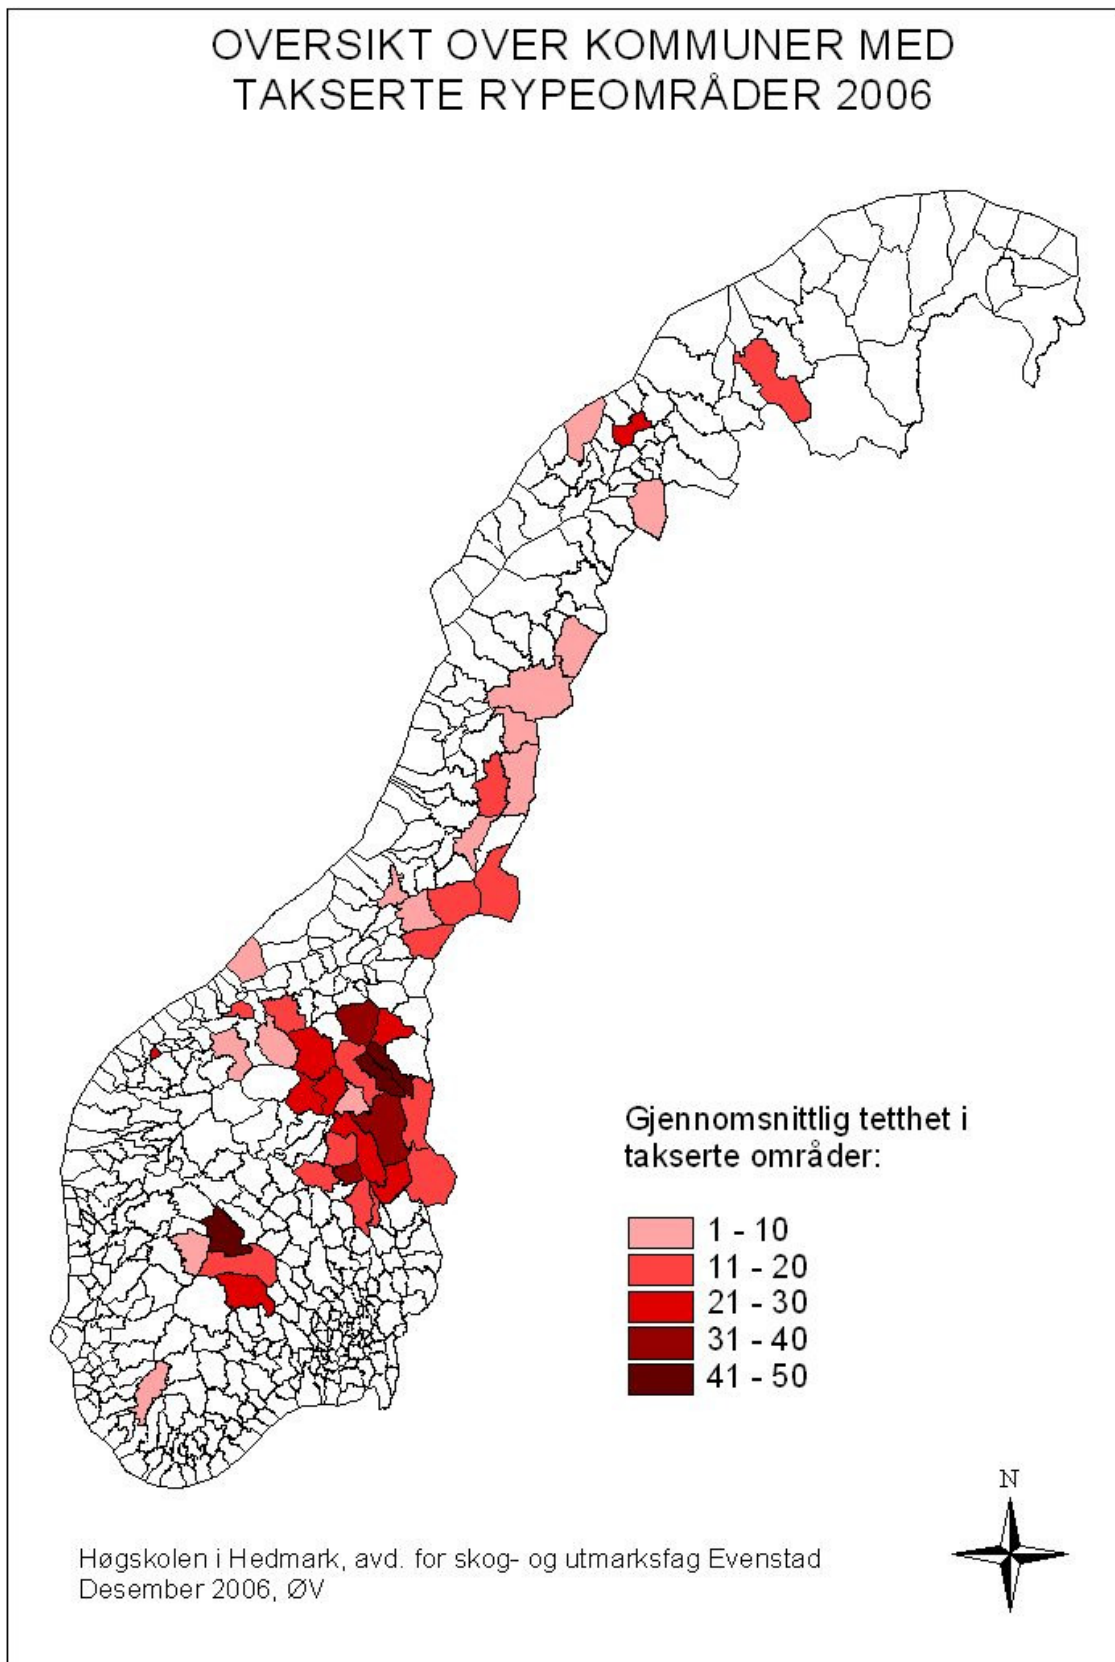 OVERSIKT OVER KOMMUNER MED
TAKSERTE RYPEOMRÅDER 2006
Gjennomsnittlig tetthet i
takserte områder:
1 - 10
11 - 20
21 - 30
31 - 40
41 - 50
N
Høgskolen i Hedmark, avd. for skog- og utmarksfag Evenstad
Desember 2006, ØV